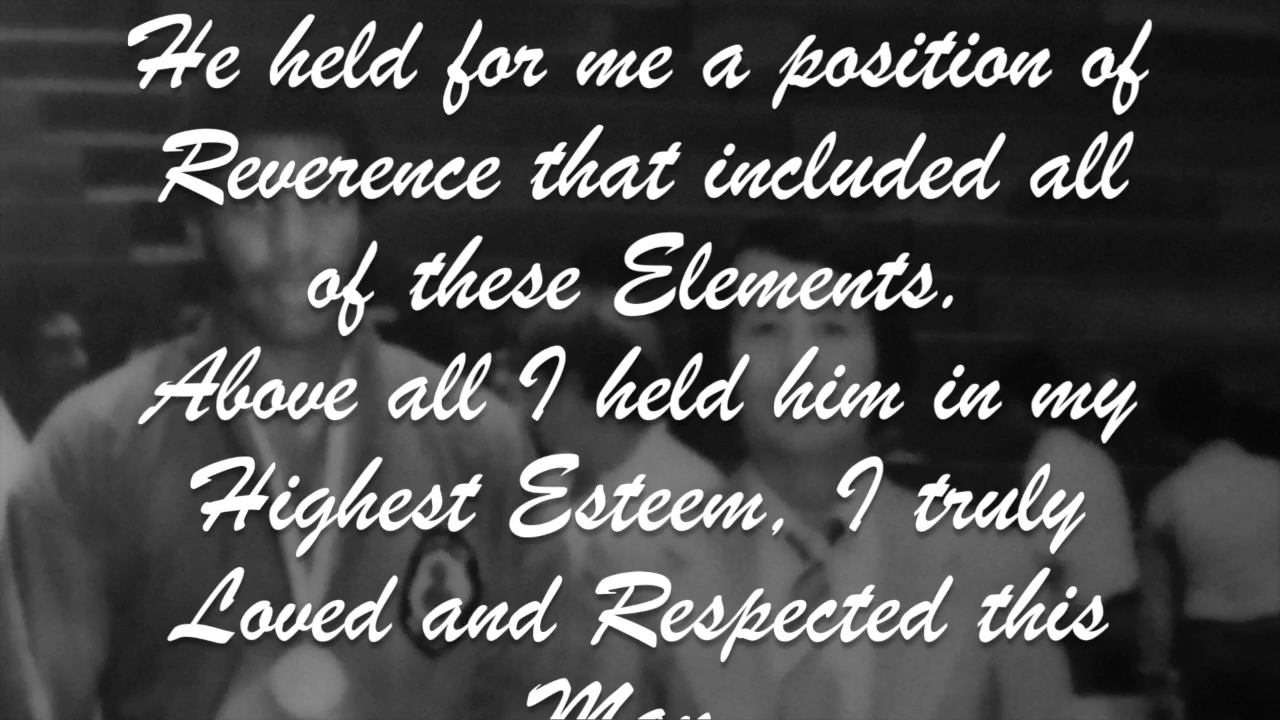 He held for me a position of
Reverence that included all
of these Elements.
Above all I held him in my
Highest Esteem, I truly
Loved and Respected this
Man